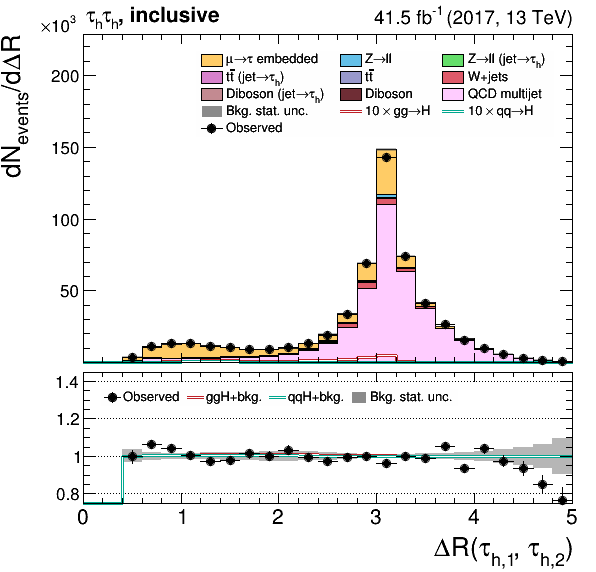 ×10³ τₕτₕ, inclusive 41.5 fb⁻¹ (2017, 13 TeV)
dN_events/dΔR
μ→τ embedded Z→ll Z→ll (jet→τₕ)
tt̄ (jet→τₕ) tt̄ W+jets
Diboson (jet→τₕ) Diboson QCD multijet
Bkg. stat. unc. 10 × gg→H 10 × qq→H
Observed
200
150
100
50
1.4
Observed ggH+bkg. qqH+bkg. Bkg. stat. unc.
1.2
1.0
0.8
0 1 2 3 4 5
ΔR(τₕ,₁, τₕ,₂)